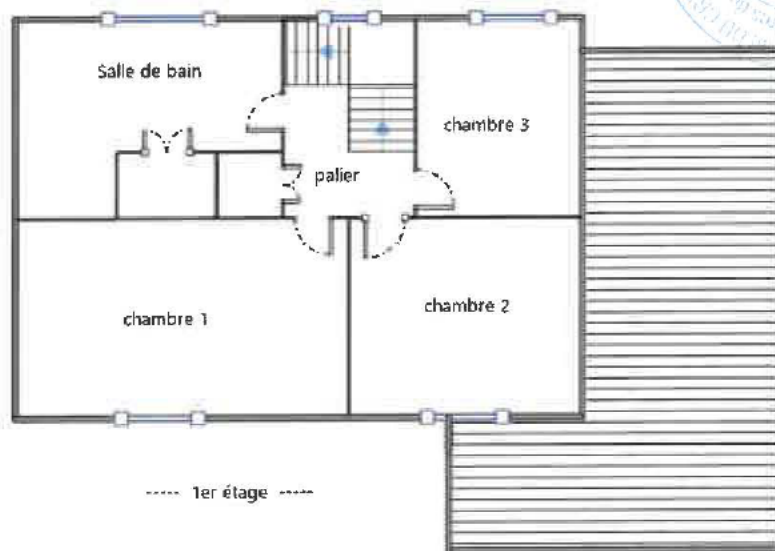 Salle de bain
chambre 3
palier
chambre 1
chambre 2
----- 1er étage -----